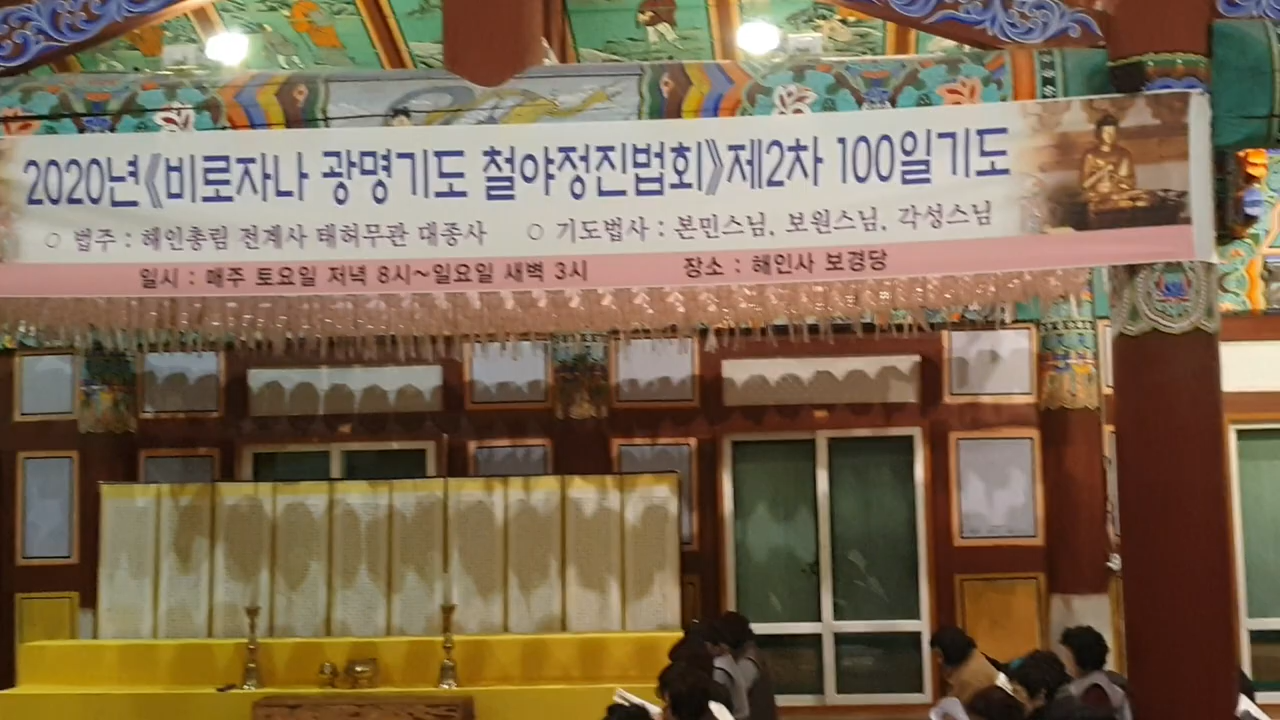 2020년《비로자나 광명기도 철야정진법회》제2차 100일기도
○ 법주 : 해인총림 전계사 태허무관 대종사 ○ 기도법사 : 본민스님, 보원스님, 각성스님
일시 : 매주 토요일 저녁 8시~일요일 새벽 3시 장소 : 해인사 보경당